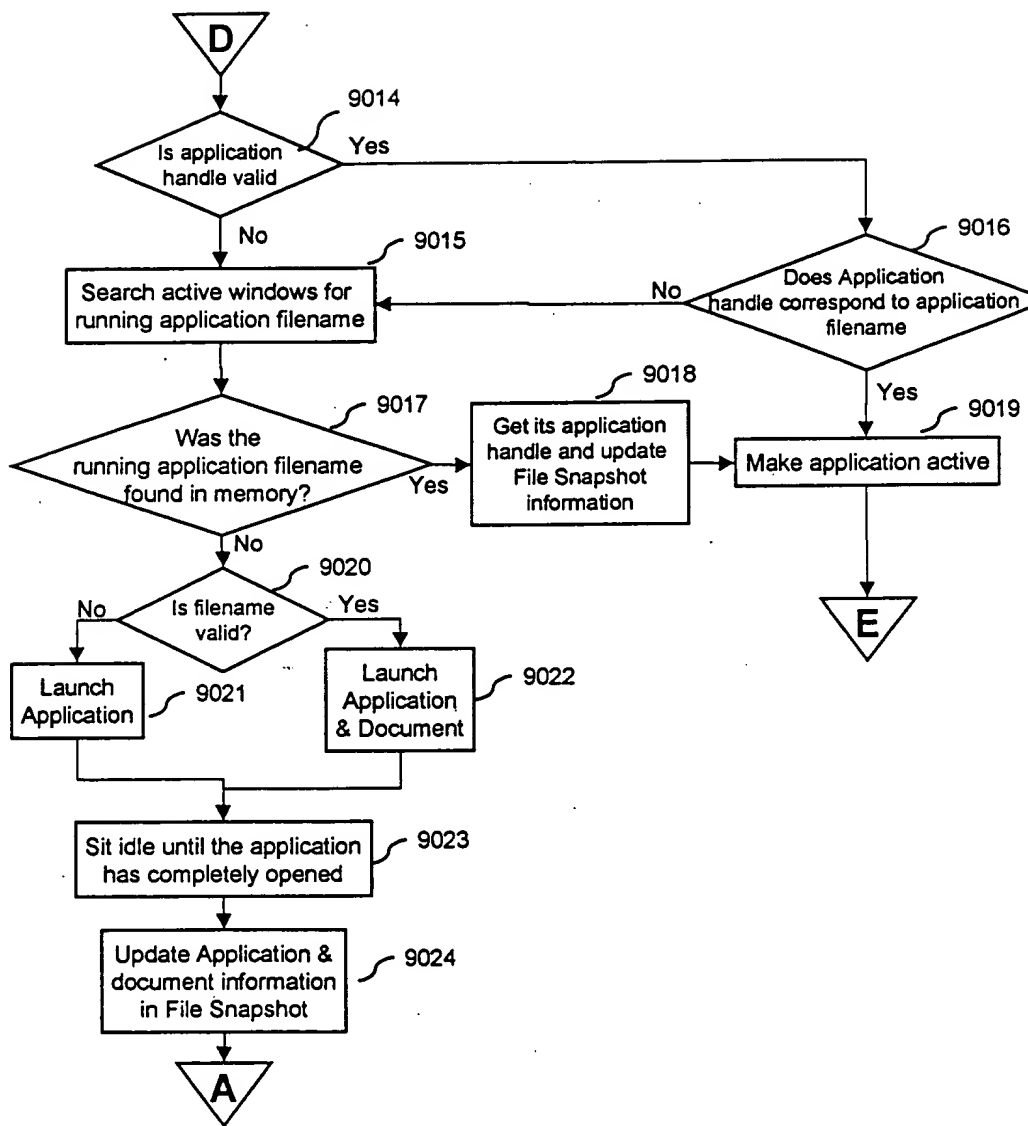 D
9014
Is application
handle valid
Yes
No
9015
Search active windows for
running application filename
9016
Does Application
handle correspond to application
filename
No
Yes
9017
Was the
running application filename
found in memory?
Yes
No
9018
Get its application
handle and update
File Snapshot
information
9019
Make application active
E
9020
Is filename
valid?
No
Yes
Launch
Application
9021
Launch
Application
& Document
9022
Sit idle until the application
has completely opened
9023
Update Application &
document information
in File Snapshot
9024
A